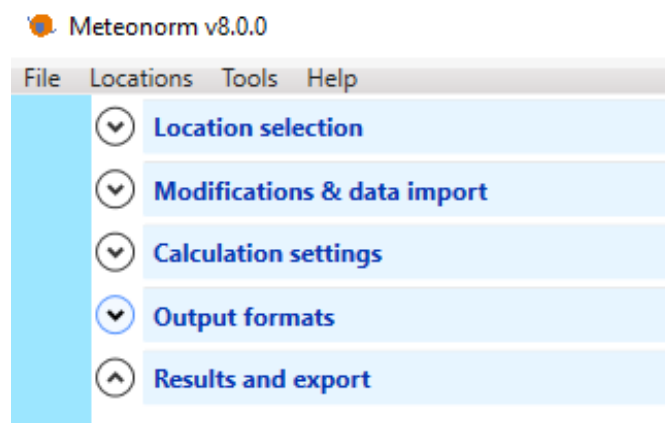 Meteonorm v8.0.0
File Locations Tools Help
Location selection
Modifications & data import
Calculation settings
Output formats
Results and export